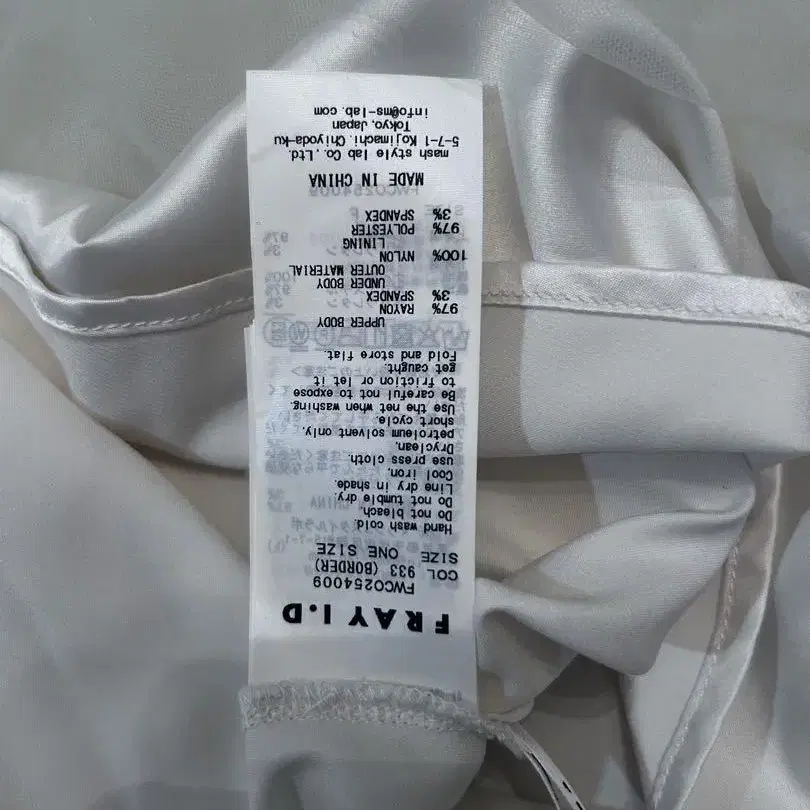 FRAY I.D
FWCO254009
COL 933 (BORDER)
SIZE ONE SIZE
Hand wash cold.
Do not bleach.
Do not tumble dry.
Line dry in shade.
Cool iron.
use press cloth.
Dryclean.
petroleum solvent only.
short cycle.
Use the net when washing.
Be careful not to expose
to friction or let it
get caught.
Fold and store flat.
UPPER BODY
97% RAYON
3% SPANDEX
UNDER BODY
OUTER MATERIAL
100% NYLON
LINING
97% POLYESTER
3% SPANDEX
MADE IN CHINA
mash style lab Co., Ltd.
5-7-1 Kojimachi. Chiyoda-ku
Tokyo, Japan
info@ms-lab.com